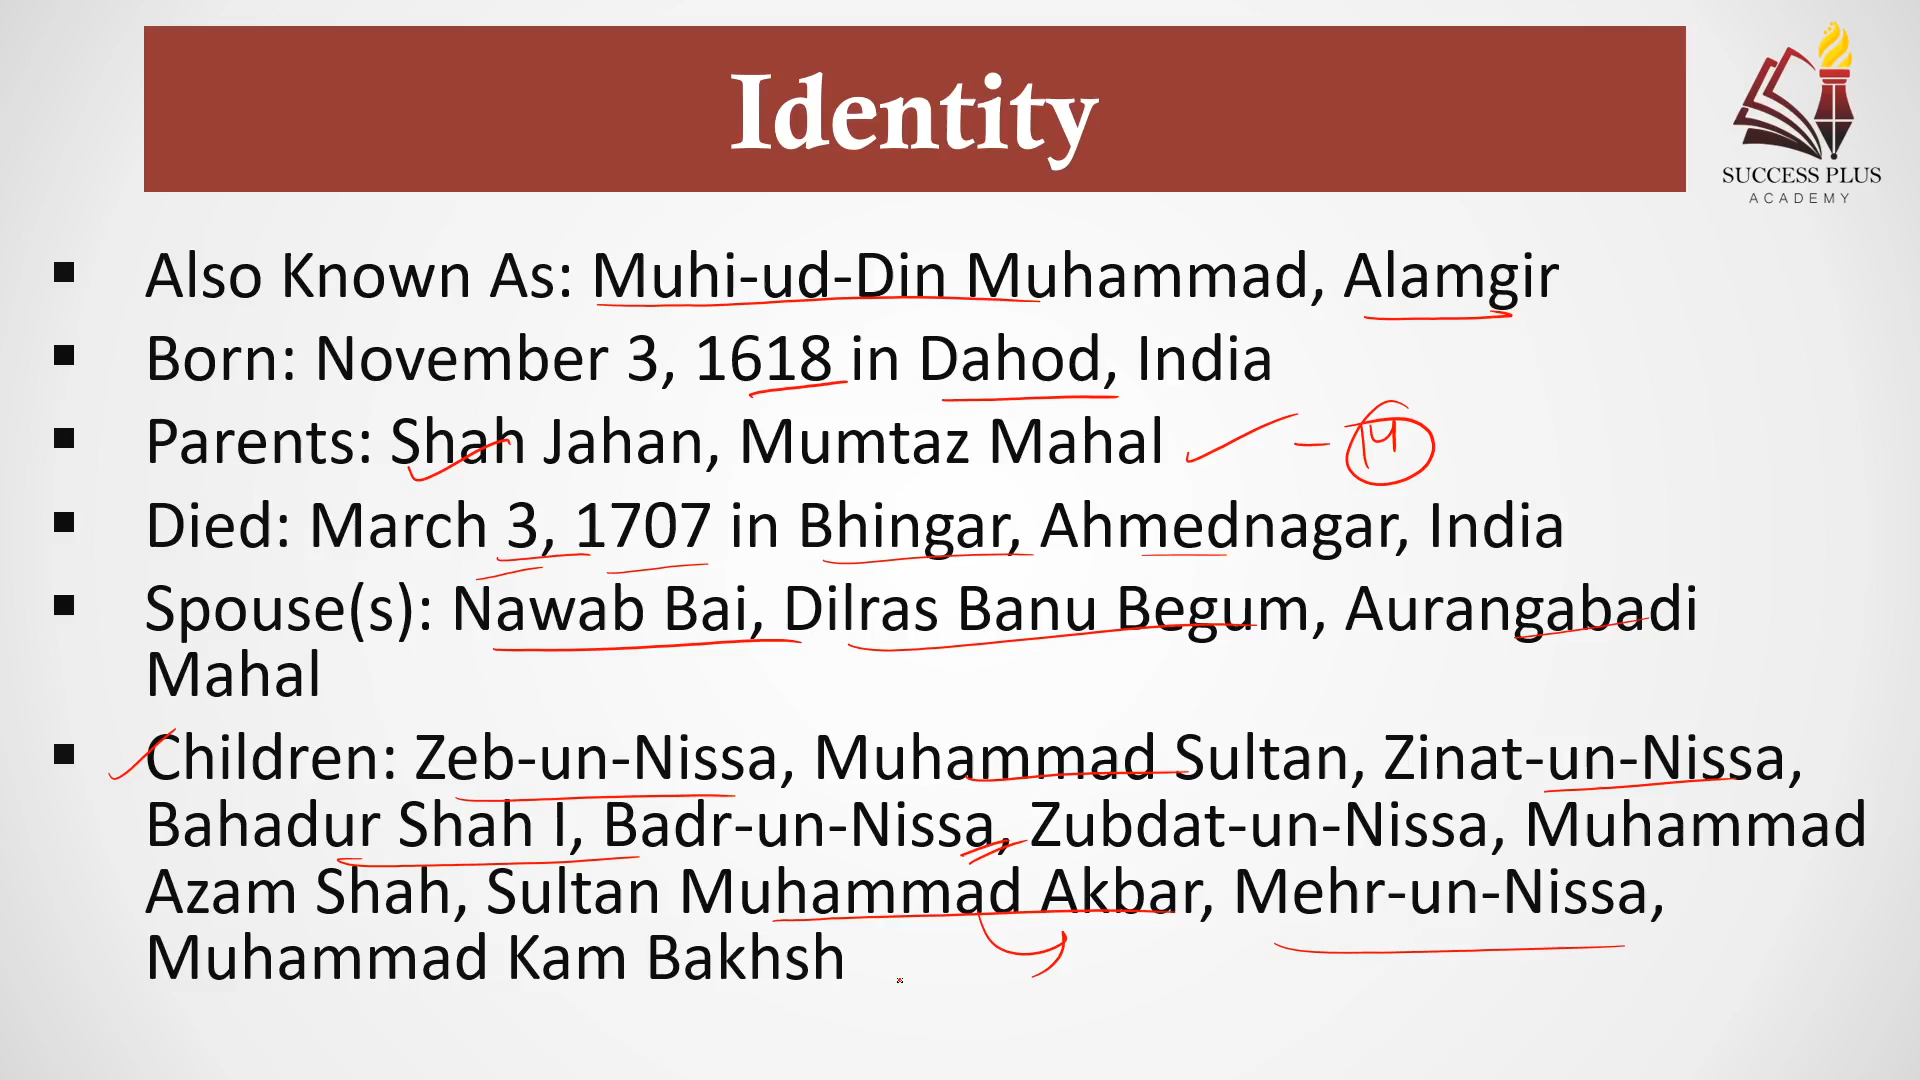 Identity
SUCCESS PLUS
ACADEMY
▪ Also Known As: Muhi-ud-Din Muhammad, Alamgir
▪ Born: November 3, 1618 in Dahod, India
▪ Parents: Shah Jahan, Mumtaz Mahal – 14
▪ Died: March 3, 1707 in Bhingar, Ahmednagar, India
▪ Spouse(s): Nawab Bai, Dilras Banu Begum, Aurangabadi
Mahal
▪ Children: Zeb-un-Nissa, Muhammad Sultan, Zinat-un-Nissa,
Bahadur Shah I, Badr-un-Nissa, Zubdat-un-Nissa, Muhammad
Azam Shah, Sultan Muhammad Akbar, Mehr-un-Nissa,
Muhammad Kam Bakhsh